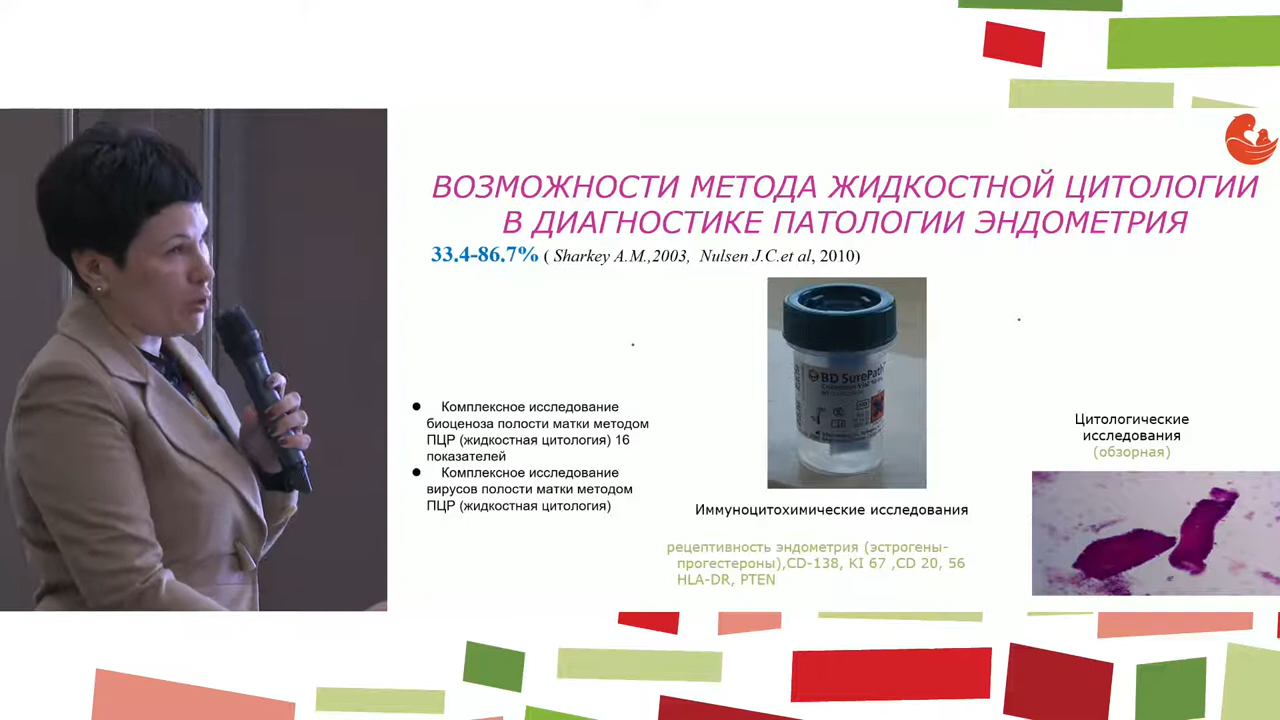 ВОЗМОЖНОСТИ МЕТОДА ЖИДКОСТНОЙ ЦИТОЛОГИИ
В ДИАГНОСТИКЕ ПАТОЛОГИИ ЭНДОМЕТРИЯ
33.4-86.7% ( Sharkey A.M.,2003, Nulsen J.C.et al, 2010)
● Комплексное исследование
биоценоза полости матки методом
ПЦР (жидкостная цитология) 16
показателей
● Комплексное исследование
вирусов полости матки методом
ПЦР (жидкостная цитология)
BD SurePath
Иммуноцитохимические исследования
рецептивность эндометрия (эстрогены-
прогестероны),CD-138, KI 67 ,CD 20, 56
HLA-DR, PTEN
Цитологические
исследования
(обзорная)